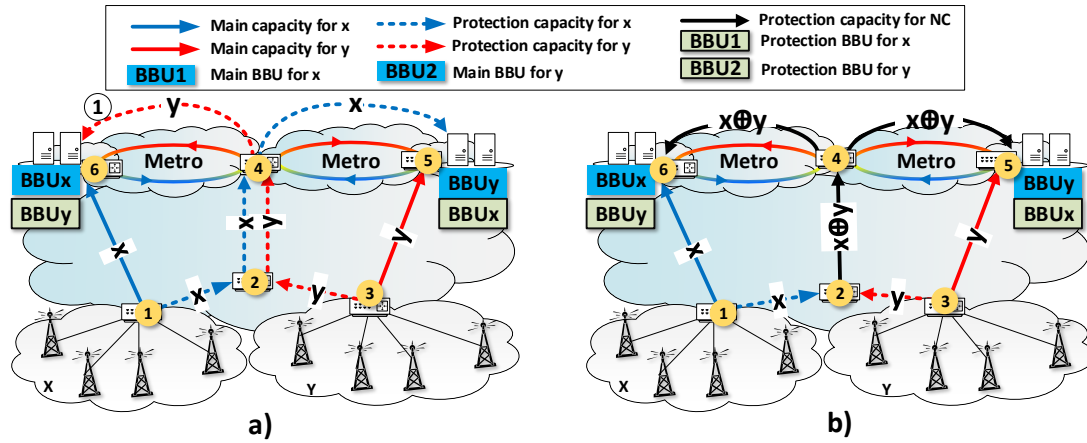 Main capacity for x
Protection capacity for x
Protection capacity for NC
Main capacity for y
Protection capacity for y
BBU1 Protection BBU for x
BBU1 Main BBU for x
BBU2 Main BBU for y
BBU2 Protection BBU for y
1
y
x
x⊕y
x⊕y
6
Metro
4
Metro
5
6
Metro
4
Metro
5
BBUx
BBUy
BBUx
BBUy
BBUy
BBUx
BBUy
BBUx
x
x
y
y
x
x⊕y
y
x
2
y
3
x
2
y
3
1
1
X
Y
X
Y
a)
b)